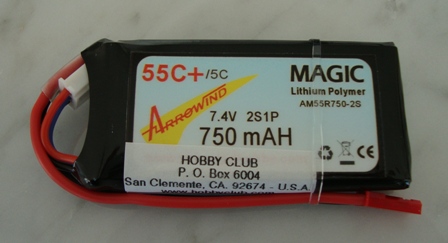 55C+/5C
MAGIC
Lithium Polymer
AM55R750-2S
ARROWIND
7.4V 2S1P
750 mAH
HOBBY CLUB
P. O. Box 6004
San Clemente, CA. 92674 - U.S.A.